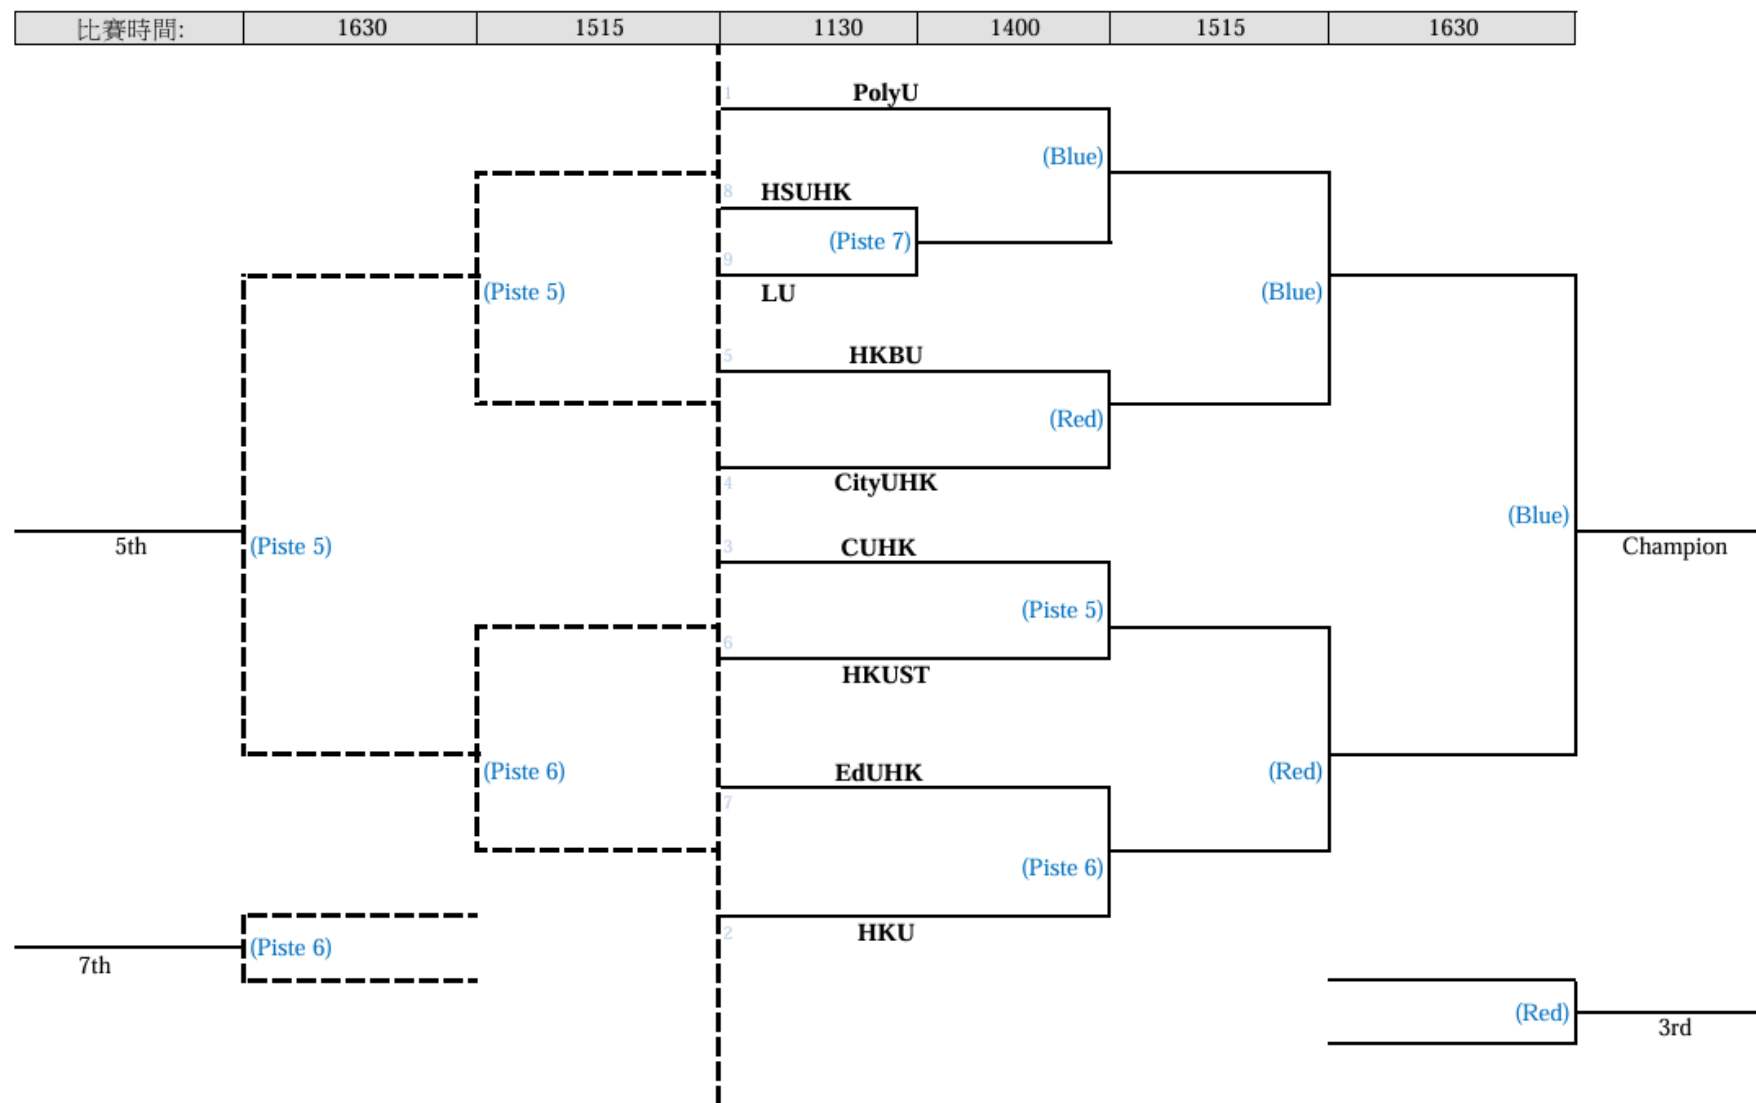 比賽時間: 1630 1515 1130 1400 1515 1630
1 PolyU
(Blue)
8 HSUHK
(Piste 7)
9
LU
(Piste 5) (Blue)
5 HKBU
(Red)
4 CityUHK
(Blue)
5th (Piste 5) 3 CUHK Champion
(Piste 5)
6
HKUST
(Piste 6) EdUHK (Red)
7
(Piste 6)
2 HKU
(Piste 6)
7th
(Red)
3rd